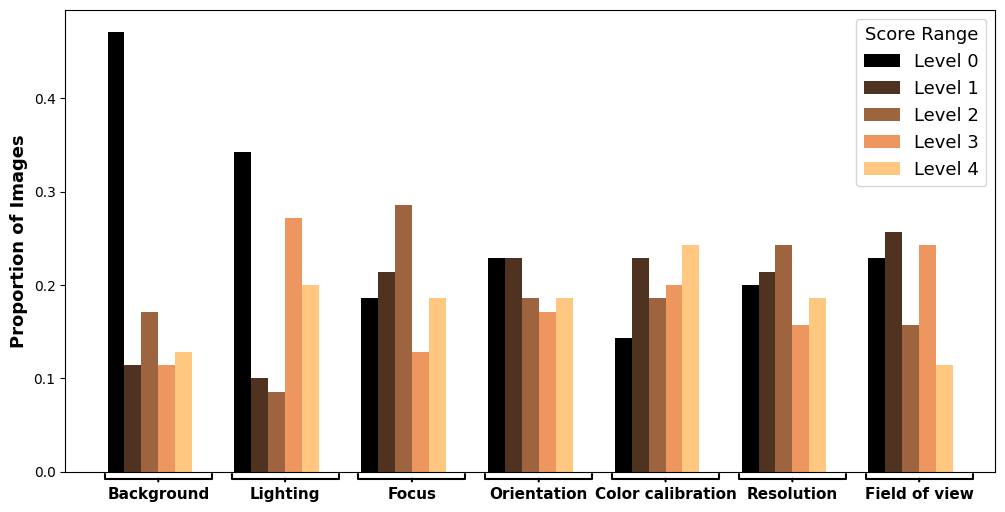 Score Range
Level 0
Level 1
Level 2
Level 3
Level 4
Proportion of Images
0.4
0.3
0.2
0.1
0.0
Background Lighting Focus Orientation Color calibration Resolution Field of view